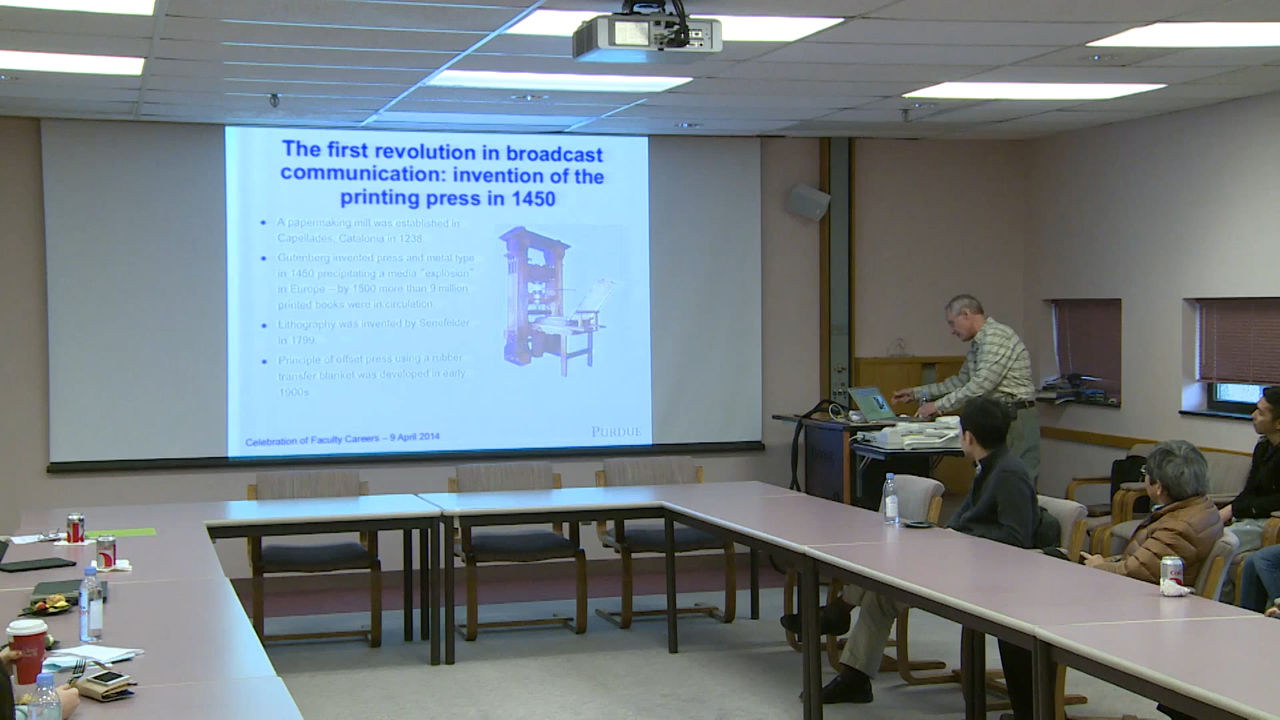 The first revolution in broadcast
communication: invention of the
printing press in 1450
• A papermaking mill was established in
Capellades, Catalonia in 1238.
• Gutenberg invented press and metal type
in 1450 precipitating a media "explosion"
in Europe – by 1500 more than 9 million
printed books were in circulation.
• Lithography was invented by Senefelder
in 1799.
• Principle of offset press using a rubber
transfer blanket was developed in early
1900s
Celebration of Faculty Careers – 9 April 2014
PURDUE